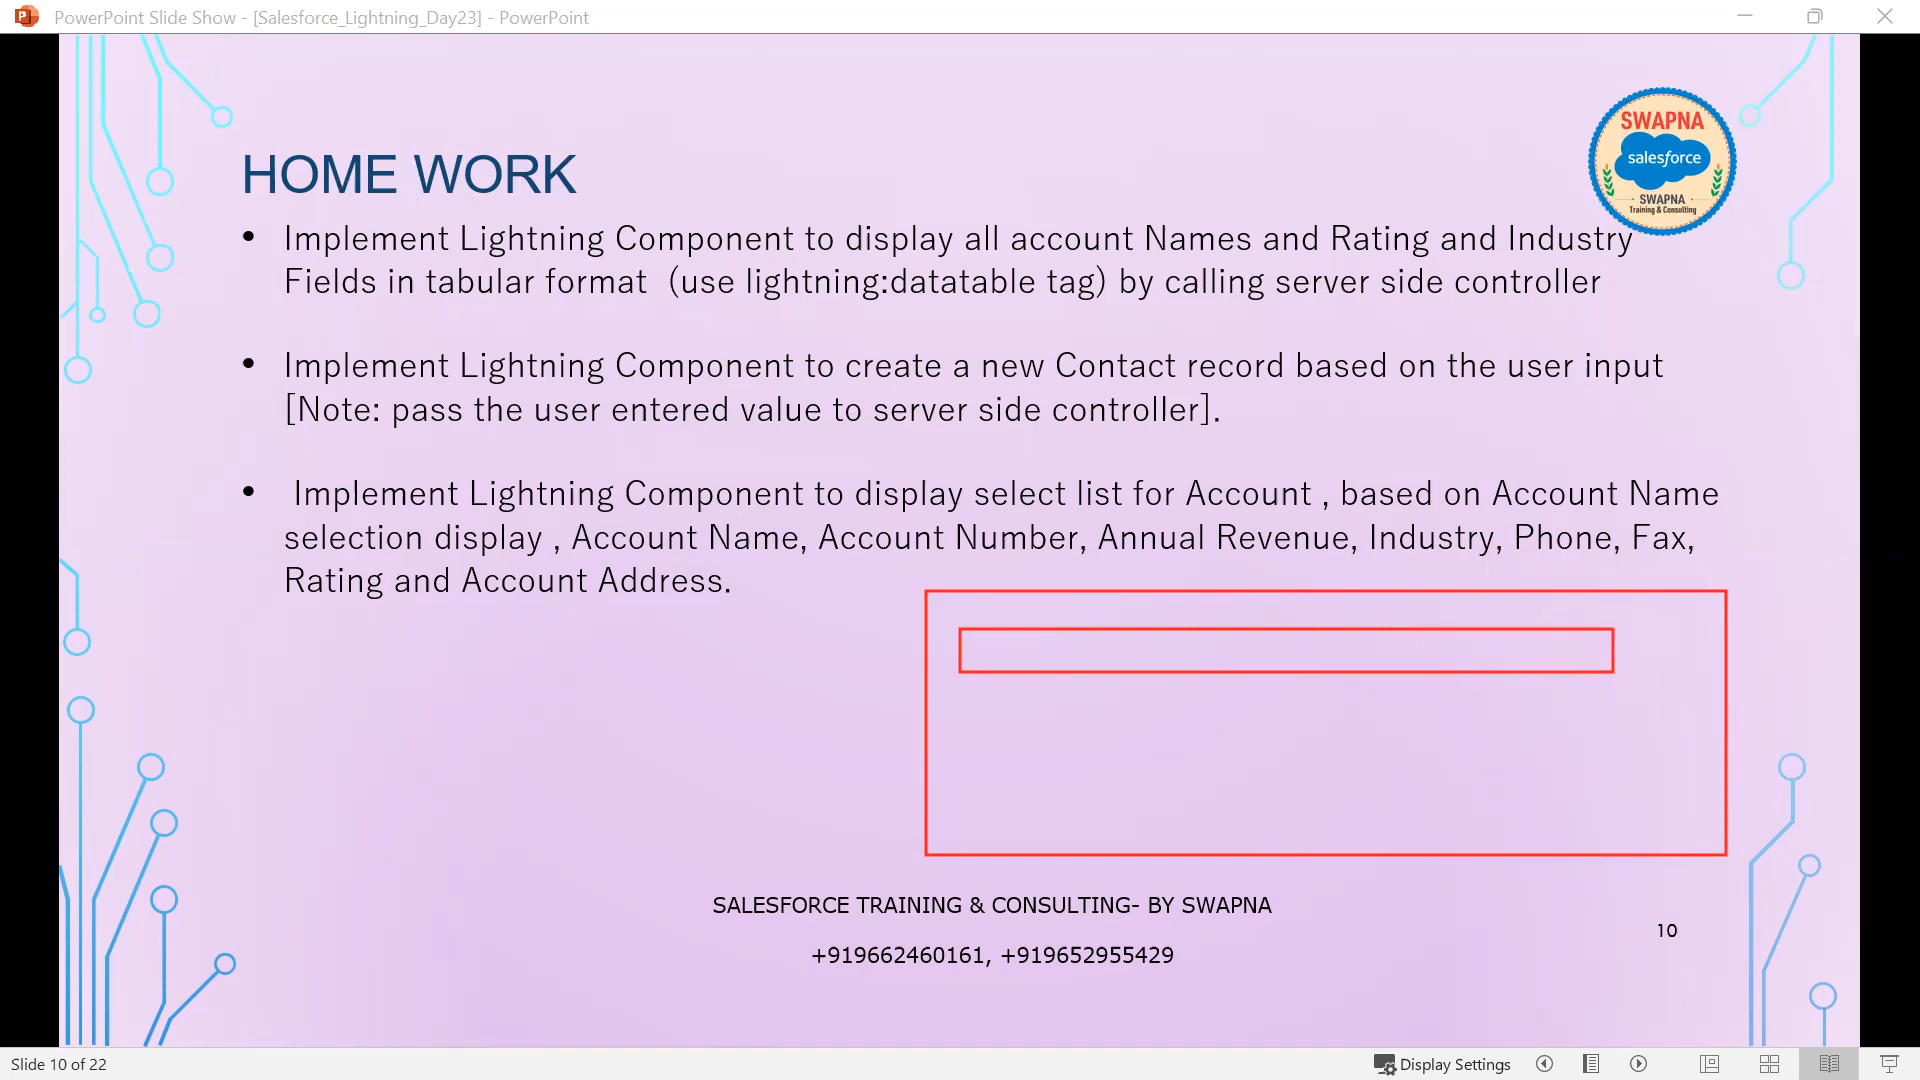 PowerPoint Slide Show - [Salesforce_Lightning_Day23] - PowerPoint
SWAPNA
salesforce
SWAPNA
Training & Consulting
HOME WORK
• Implement Lightning Component to display all account Names and Rating and Industry
Fields in tabular format (use lightning:datatable tag) by calling server side controller
• Implement Lightning Component to create a new Contact record based on the user input
[Note: pass the user entered value to server side controller].
• Implement Lightning Component to display select list for Account , based on Account Name
selection display , Account Name, Account Number, Annual Revenue, Industry, Phone, Fax,
Rating and Account Address.
SALESFORCE TRAINING & CONSULTING- BY SWAPNA
10
+919662460161, +919652955429
Slide 10 of 22
Display Settings